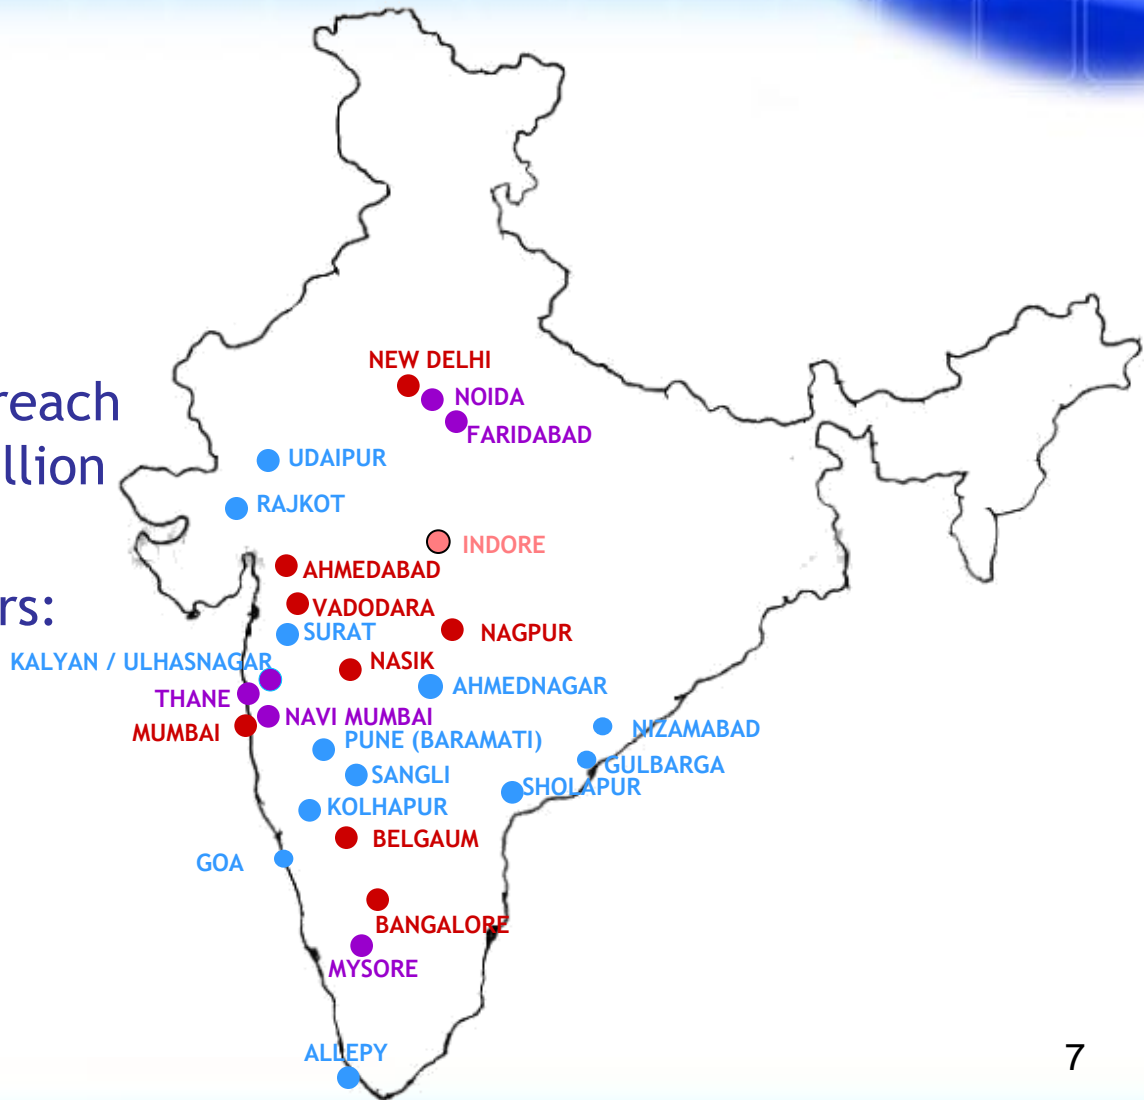 reach
llion
rs:
NEW DELHI
NOIDA
FARIDABAD
UDAIPUR
RAJKOT
INDORE
AHMEDABAD
VADODARA
SURAT
NAGPUR
KALYAN / ULHASNAGAR
NASIK
AHMEDNAGAR
THANE
NAVI MUMBAI
MUMBAI
PUNE (BARAMATI)
NIZAMABAD
GULBARGA
SANGLI
SHOLAPUR
KOLHAPUR
BELGAUM
GOA
BANGALORE
MYSORE
ALLEPY
7